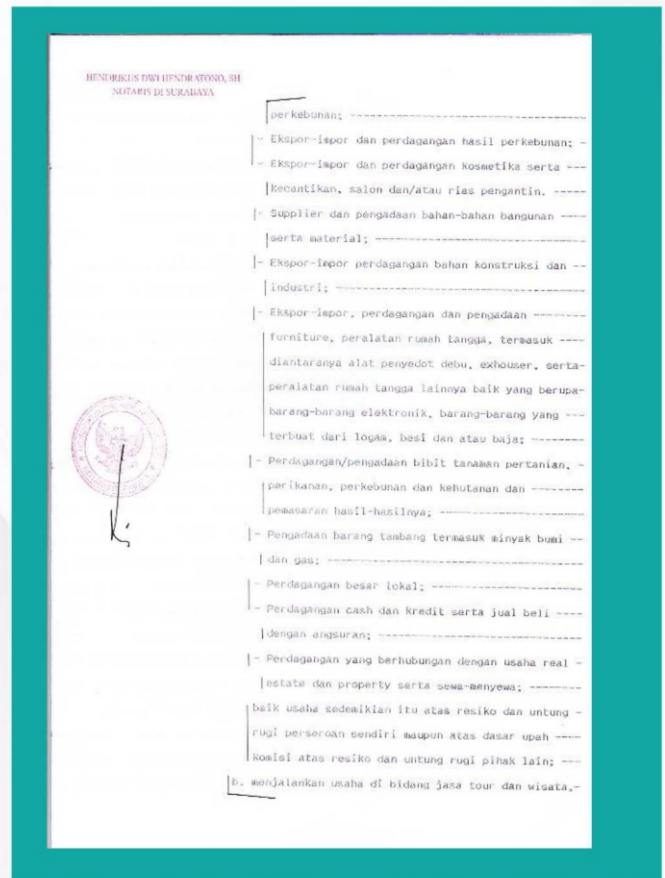 HENDRIKUS DWI HENDRATONO, SH
NOTARIS DI SURABAYA
perkebunan; ------------------------------
- Ekspor-impor dan perdagangan hasil perkebunan; -
- Ekspor-impor dan perdagangan kosmetika serta ---
kecantikan, salon dan/atau rias pengantin. -----
- Supplier dan pengadaan bahan-bahan bangunan ----
serta material; ---------------------------
- Ekspor-impor perdagangan bahan konstruksi dan --
industri; --------------------------------
- Ekspor-impor, perdagangan dan pengadaan --------
furniture, peralatan rumah tangga, termasuk ----
diantaranya alat penyedot debu, exhouser, serta-
peralatan rumah tangga lainnya baik yang berupa-
barang-barang elektronik, barang-barang yang ---
terbuat dari logam, besi dan atau baja; --------
- Perdagangan/pengadaan bibit tanaman pertanian, -
perikanan, perkebunan dan kehutanan dan --------
pemasaran hasil-hasilnya; --------------------
- Pengadaan barang tambang termasuk minyak bumi --
dan gas; ---------------------------------
- Perdagangan besar lokal; ---------------------
- Perdagangan cash dan kredit serta jual beli ----
dengan angsuran; ----------------------------
- Perdagangan yang berhubungan dengan usaha real -
estate dan property serta sewa-menyewa; --------
baik usaha sedemikian itu atas resiko dan untung -
rugi perseroan sendiri maupun atas dasar upah ----
komisi atas resiko dan untung rugi pihak lain; ---
b. menjalankan usaha di bidang jasa tour dan wisata,-